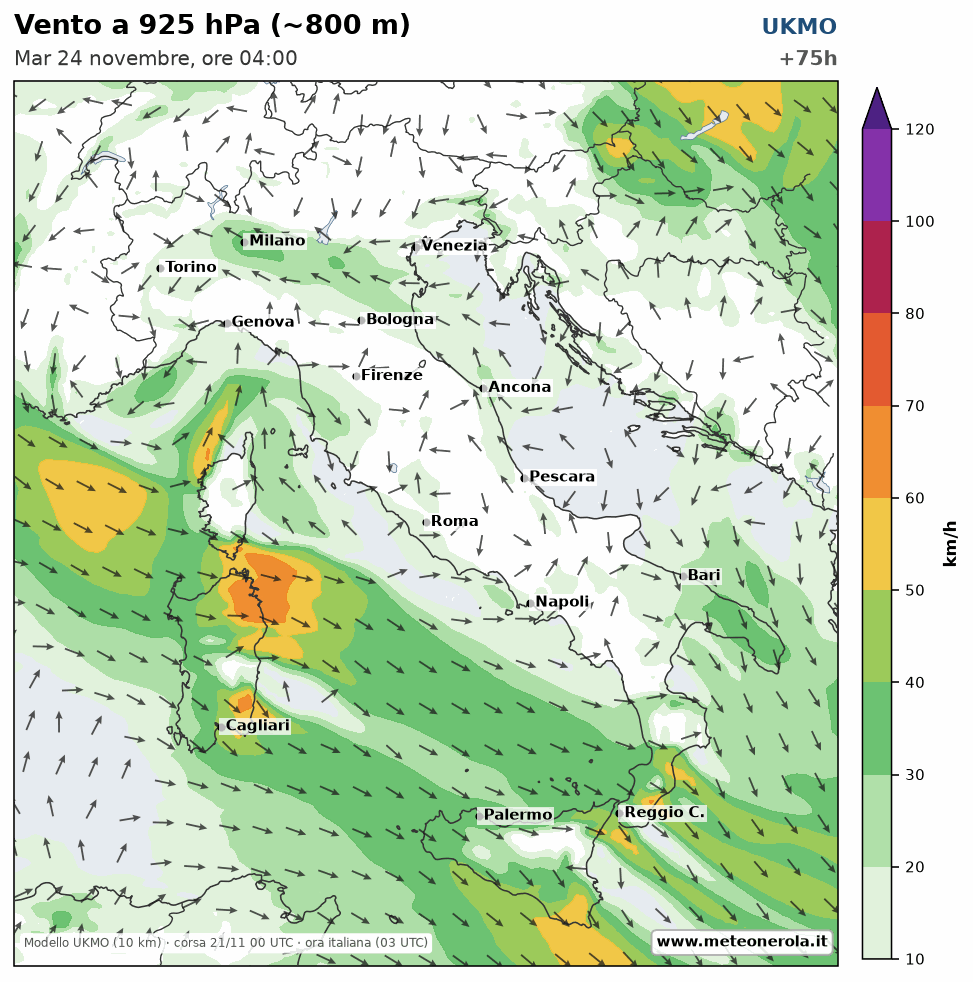 Vento a 925 hPa (~800 m)
UKMO
Mar 24 novembre, ore 04:00
+75h
Milano
Venezia
Torino
Genova
Bologna
Firenze
Ancona
Pescara
Roma
Bari
Napoli
Cagliari
Palermo
Reggio C.
120
100
80
70
60
50
40
30
20
10
km/h
Modello UKMO (10 km) · corsa 21/11 00 UTC · ora italiana (03 UTC)
www.meteonerola.it